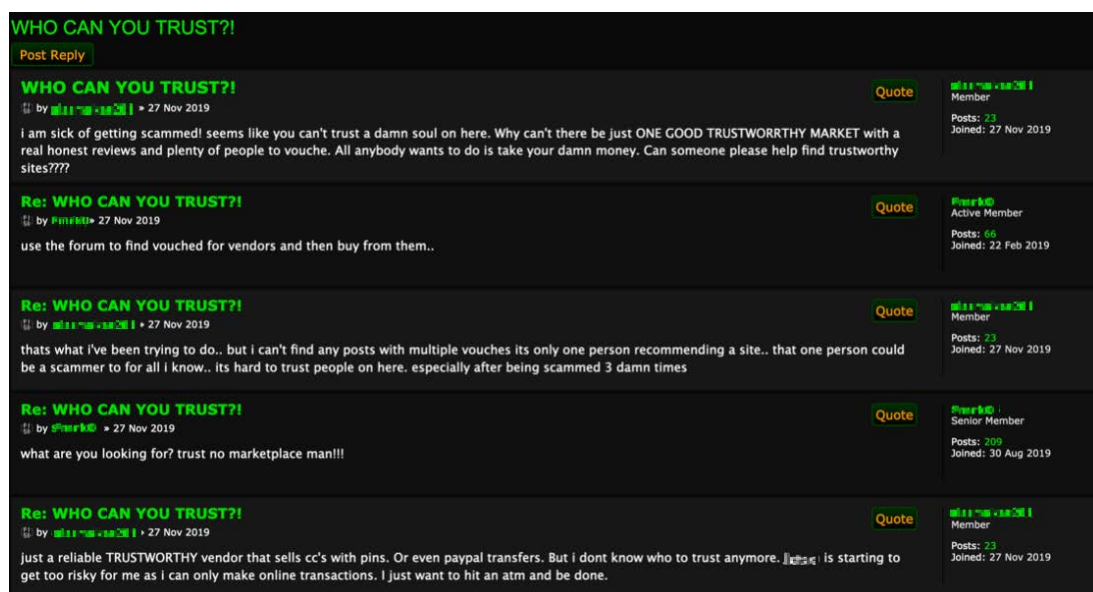 WHO CAN YOU TRUST?!
Post Reply
WHO CAN YOU TRUST?!
Quote
by » 27 Nov 2019
Member
Posts: 23
Joined: 27 Nov 2019
i am sick of getting scammed! seems like you can't trust a damn soul on here. Why can't there be just ONE GOOD TRUSTWORRTHY MARKET with a
real honest reviews and plenty of people to vouche. All anybody wants to do is take your damn money. Can someone please help find trustworthy
sites????
Re: WHO CAN YOU TRUST?!
Quote
by » 27 Nov 2019
Active Member
Posts: 66
Joined: 22 Feb 2019
use the forum to find vouched for vendors and then buy from them..
Re: WHO CAN YOU TRUST?!
Quote
by » 27 Nov 2019
Member
Posts: 23
Joined: 27 Nov 2019
thats what i've been trying to do.. but i can't find any posts with multiple vouches its only one person recommending a site.. that one person could
be a scammer to for all i know.. its hard to trust people on here. especially after being scammed 3 damn times
Re: WHO CAN YOU TRUST?!
Quote
by » 27 Nov 2019
Senior Member
Posts: 209
Joined: 30 Aug 2019
what are you looking for? trust no marketplace man!!!
Re: WHO CAN YOU TRUST?!
Quote
by » 27 Nov 2019
Member
Posts: 23
Joined: 27 Nov 2019
just a reliable TRUSTWORTHY vendor that sells cc's with pins. Or even paypal transfers. But i dont know who to trust anymore. is starting to
get too risky for me as i can only make online transactions. I just want to hit an atm and be done.